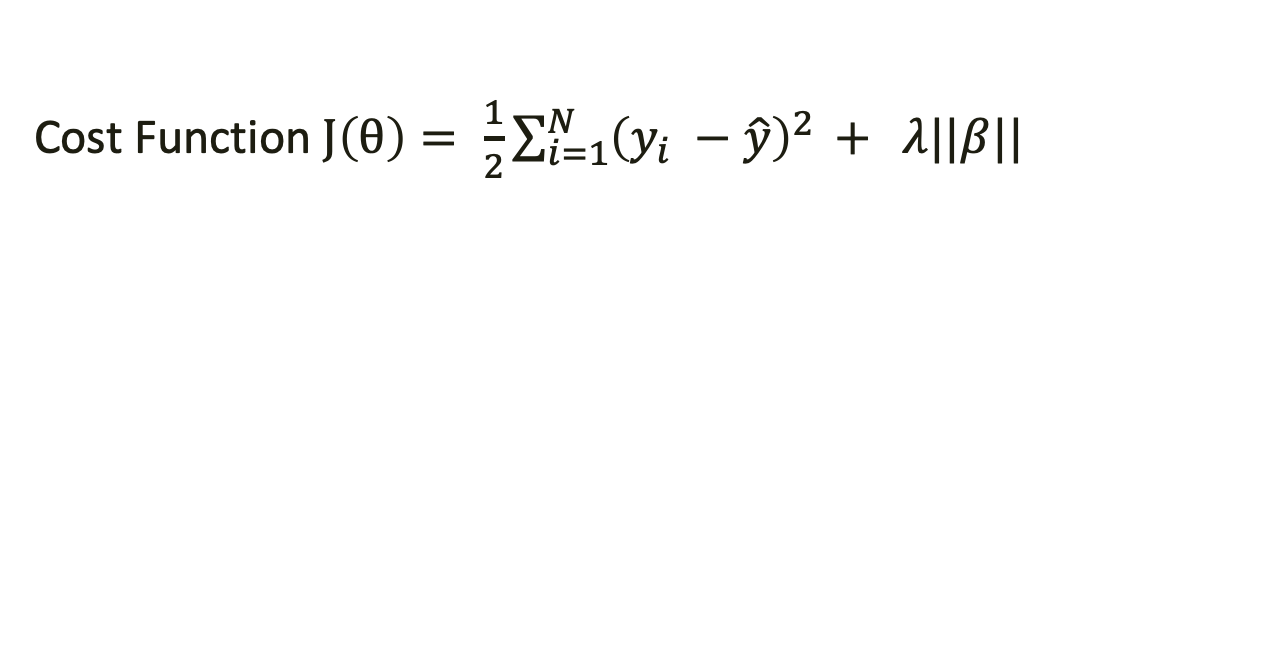 Cost Function J(θ) = ½∑ᵢ₌₁ᴺ(yᵢ − ŷ)² + λ||β||